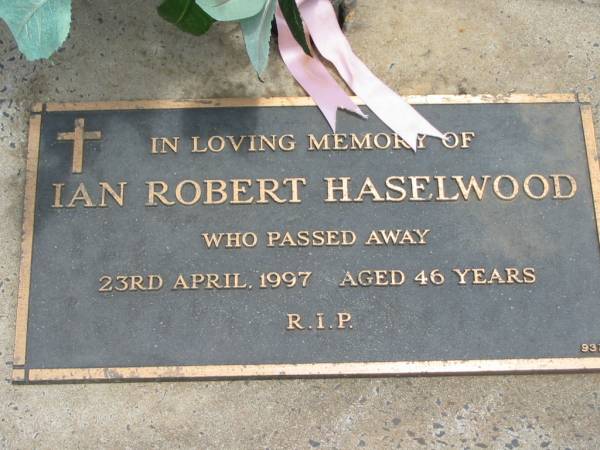 IN LOVING MEMORY OF
IAN ROBERT HASELWOOD
WHO PASSED AWAY
23RD APRIL, 1997 AGED 46 YEARS
R.I.P.